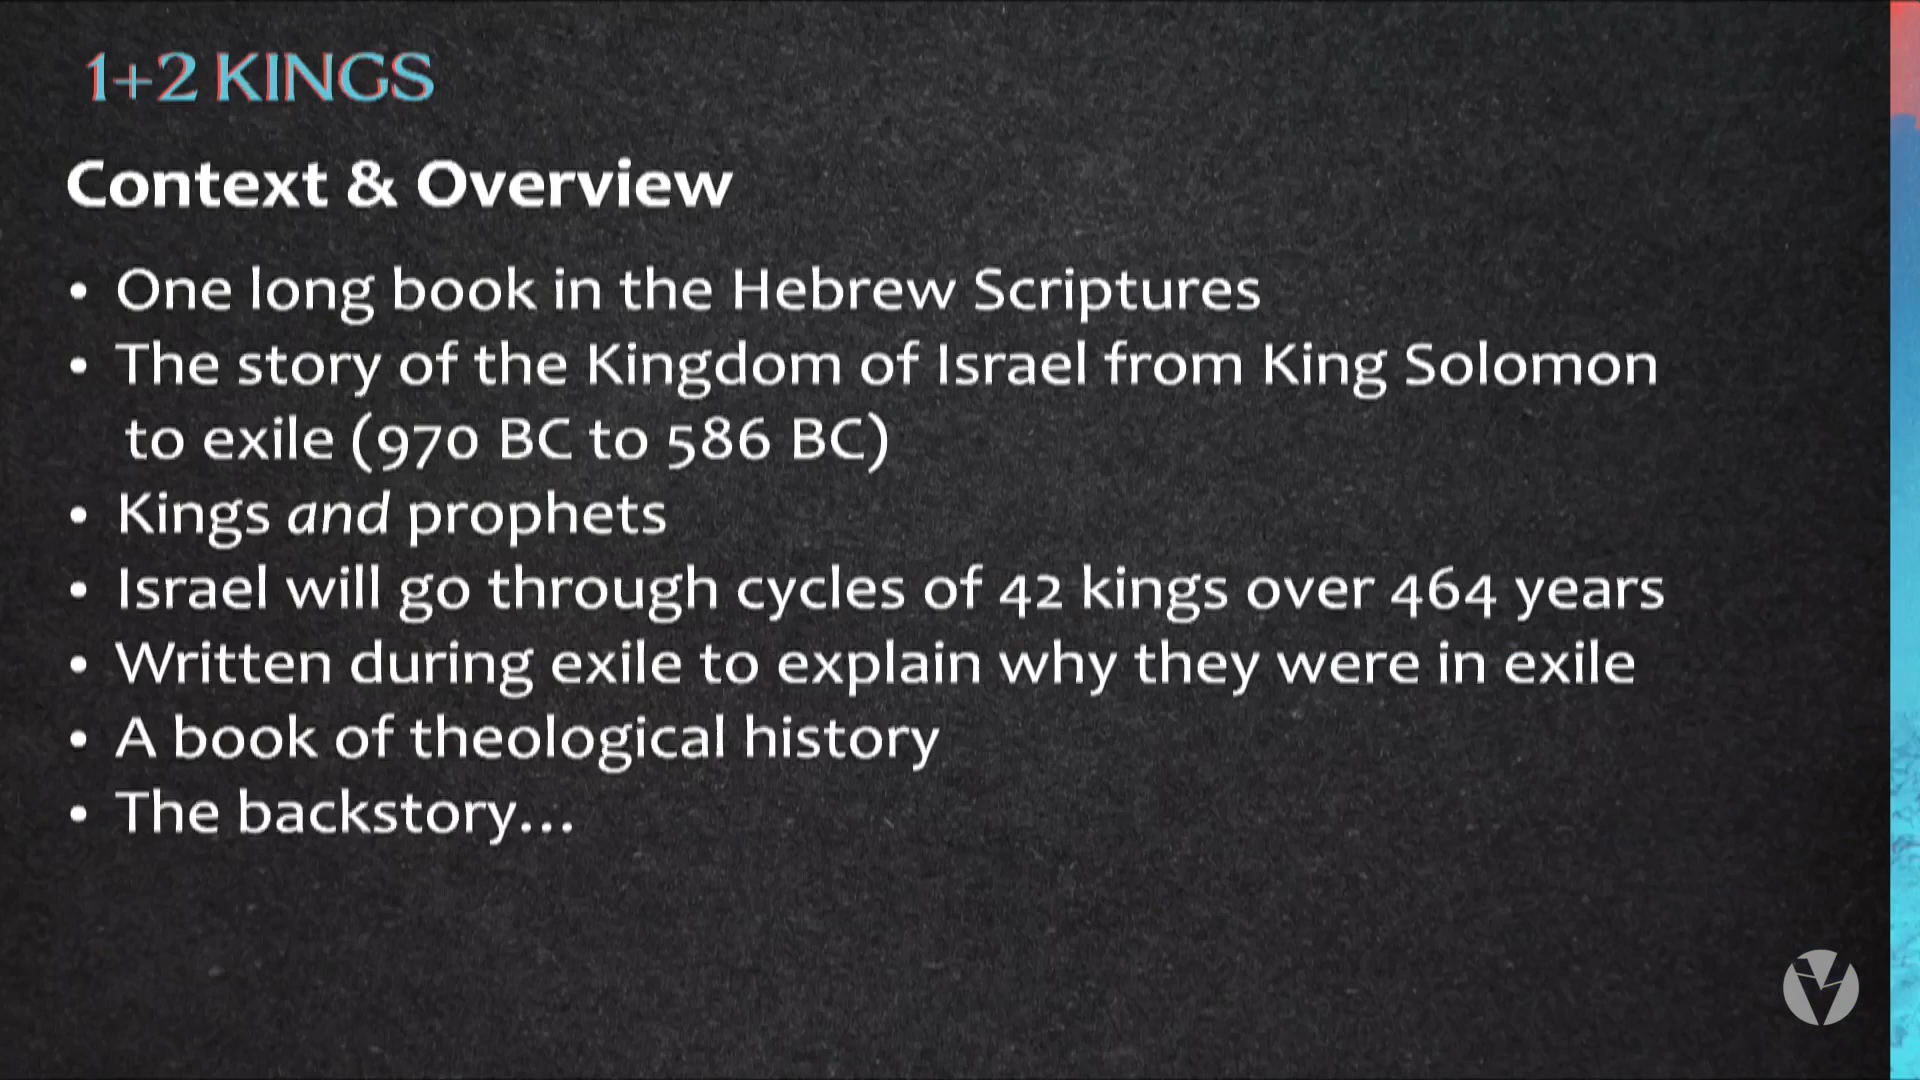 1+2 KINGS
Context & Overview
• One long book in the Hebrew Scriptures
• The story of the Kingdom of Israel from King Solomon
to exile (970 BC to 586 BC)
• Kings and prophets
• Israel will go through cycles of 42 kings over 464 years
• Written during exile to explain why they were in exile
• A book of theological history
• The backstory...